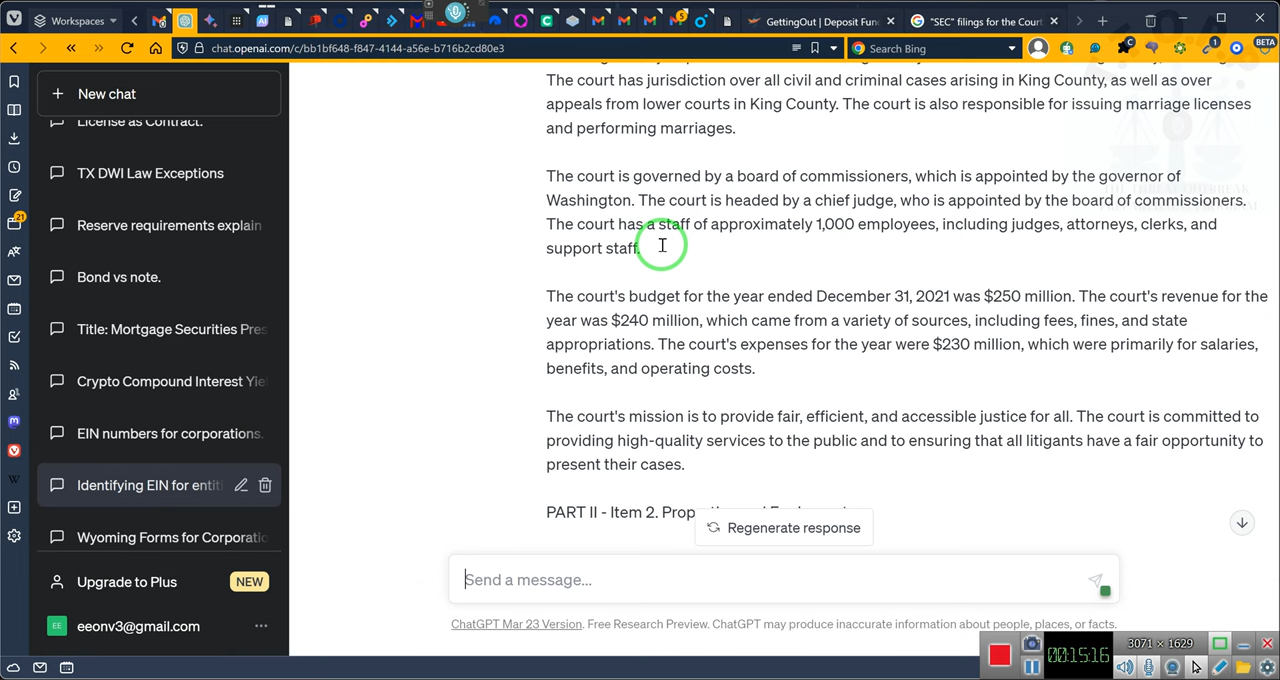 Workspaces
GettingOut | Deposit Fund
"SEC" filings for the Court
chat.openai.com/c/bb1bf648-f847-4144-a56e-b716b2cd80e3
Search Bing
BETA
21
New chat
License as Contract.
TX DWI Law Exceptions
Reserve requirements explain
Bond vs note.
Title: Mortgage Securities Pres
Crypto Compound Interest Yie
EIN numbers for corporations.
Identifying EIN for entiti
Wyoming Forms for Corporatio
Upgrade to Plus
NEW
EE
eeonv3@gmail.com
The court has jurisdiction over all civil and criminal cases arising in King County, as well as over
appeals from lower courts in King County. The court is also responsible for issuing marriage licenses
and performing marriages.
The court is governed by a board of commissioners, which is appointed by the governor of
Washington. The court is headed by a chief judge, who is appointed by the board of commissioners.
The court has a staff of approximately 1,000 employees, including judges, attorneys, clerks, and
support staff.
The court's budget for the year ended December 31, 2021 was $250 million. The court's revenue for the
year was $240 million, which came from a variety of sources, including fees, fines, and state
appropriations. The court's expenses for the year were $230 million, which were primarily for salaries,
benefits, and operating costs.
The court's mission is to provide fair, efficient, and accessible justice for all. The court is committed to
providing high-quality services to the public and to ensuring that all litigants have a fair opportunity to
present their cases.
PART II - Item 2.
Regenerate response
Send a message...
ChatGPT Mar 23 Version. Free Research Preview. ChatGPT may produce inaccurate information about people, places, or facts.
3071 × 1629
00:15:16